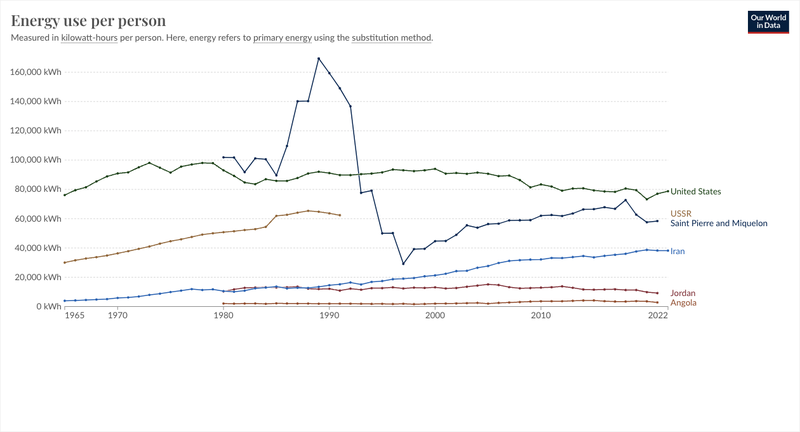 Energy use per person
Measured in kilowatt-hours per person. Here, energy refers to primary energy using the substitution method.
Our World
in Data
160,000 kWh
140,000 kWh
120,000 kWh
100,000 kWh
80,000 kWh
60,000 kWh
40,000 kWh
20,000 kWh
0 kWh
United States
USSR
Saint Pierre and Miquelon
Iran
Jordan
Angola
1965 1970 1980 1990 2000 2010 2022